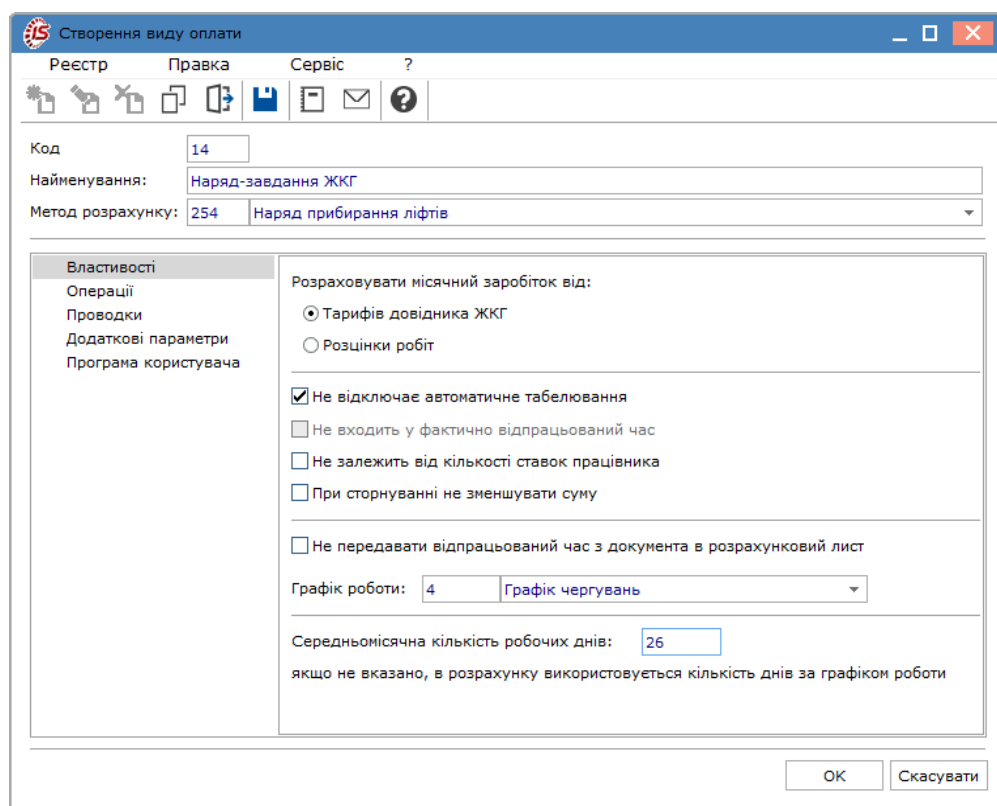 Створення виду оплати
Реєстр Правка Сервіс ?
Код 14
Найменування: Наряд-завдання ЖКГ
Метод розрахунку: 254 Наряд прибирання ліфтів
Властивості
Операції
Проводки
Додаткові параметри
Програма користувача
Розраховувати місячний заробіток від:
Тарифів довідника ЖКГ
Розцінки робіт
Не відключає автоматичне табелювання
Не входить у фактично відпрацьований час
Не залежить від кількості ставок працівника
При сторнуванні не зменшувати суму
Не передавати відпрацьований час з документа в розрахунковий лист
Графік роботи: 4 Графік чергувань
Середньомісячна кількість робочих днів: 26
якщо не вказано, в розрахунку використовується кількість днів за графіком роботи
OK Скасувати